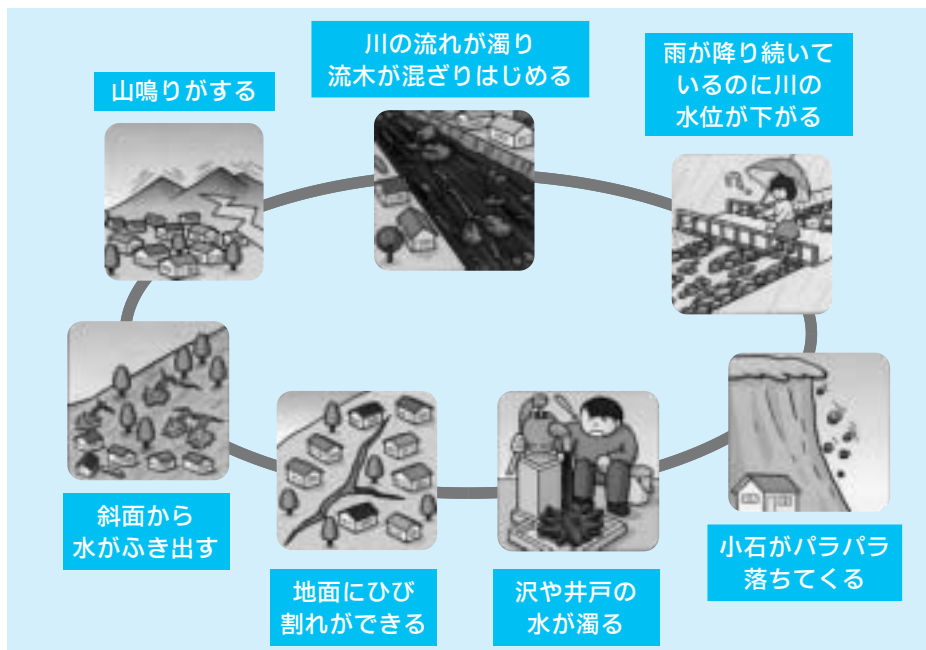 山鳴りがする
川の流れが濁り
流木が混ざりはじめる
雨が降り続いて
いるのに川の
水位が下がる
斜面から
水がふき出す
地面にひび
割れができる
沢や井戸の
水が濁る
小石がパラパラ
落ちてくる